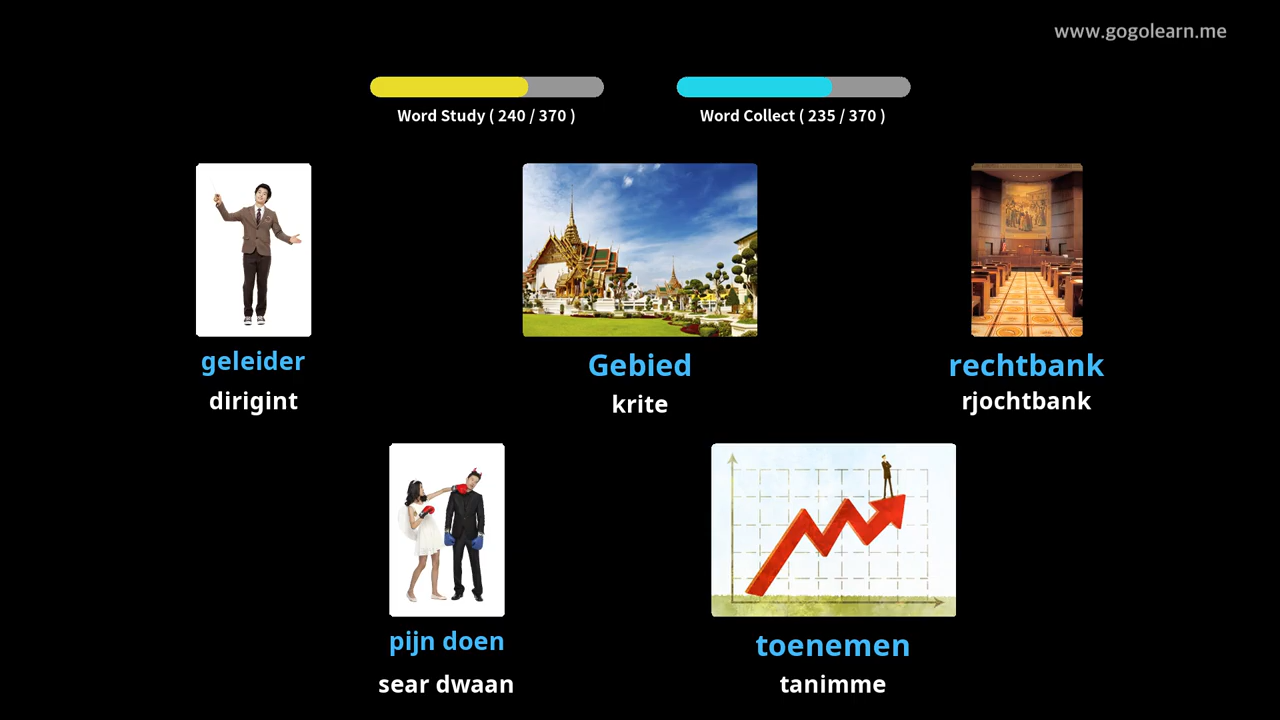 www.gogolearn.me
Word Study ( 240 / 370 )
Word Collect ( 235 / 370 )
geleider
dirigint
Gebied
krite
rechtbank
rjochtbank
pijn doen
sear dwaan
toenemen
tanimme